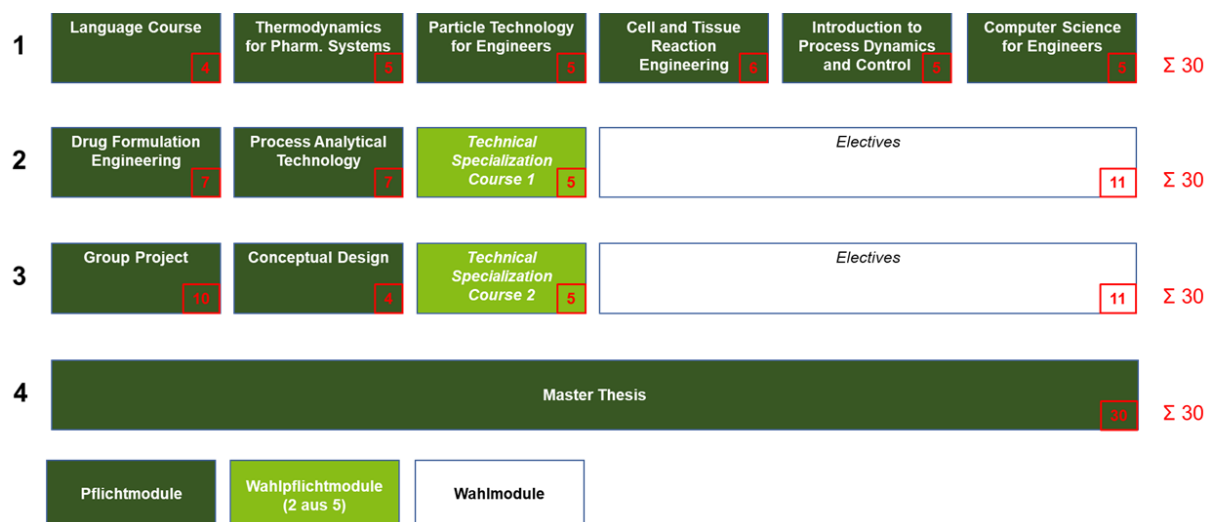 1
Language Course
4
Thermodynamics
for Pharm. Systems
5
Particle Technology
for Engineers
5
Cell and Tissue
Reaction
Engineering
6
Introduction to
Process Dynamics
and Control
5
Computer Science
for Engineers
5
Σ 30
2
Drug Formulation
Engineering
7
Process Analytical
Technology
7
Technical
Specialization
Course 1
5
Electives
11
Σ 30
3
Group Project
10
Conceptual Design
4
Technical
Specialization
Course 2
5
Electives
11
Σ 30
4
Master Thesis
30
Σ 30
Pflichtmodule
Wahlpflichtmodule
(2 aus 5)
Wahlmodule